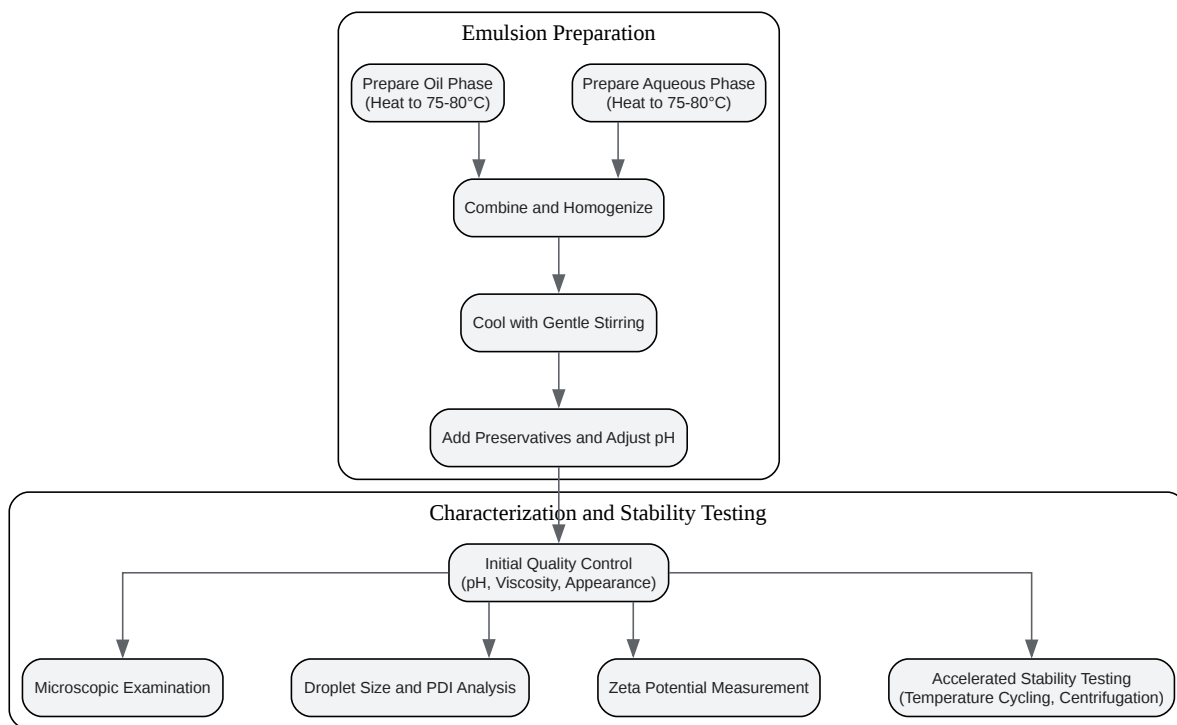 Emulsion Preparation
Prepare Oil Phase
(Heat to 75-80°C)
Prepare Aqueous Phase
(Heat to 75-80°C)
Combine and Homogenize
Cool with Gentle Stirring
Add Preservatives and Adjust pH
Characterization and Stability Testing
Initial Quality Control
(pH, Viscosity, Appearance)
Microscopic Examination
Droplet Size and PDI Analysis
Zeta Potential Measurement
Accelerated Stability Testing
(Temperature Cycling, Centrifugation)